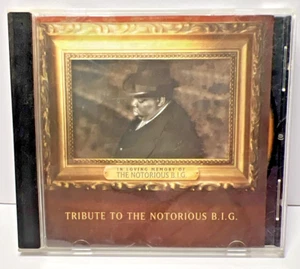 IN LOVING MEMORY OF
THE NOTORIOUS B.I.G.
TRIBUTE TO THE NOTORIOUS B.I.G.